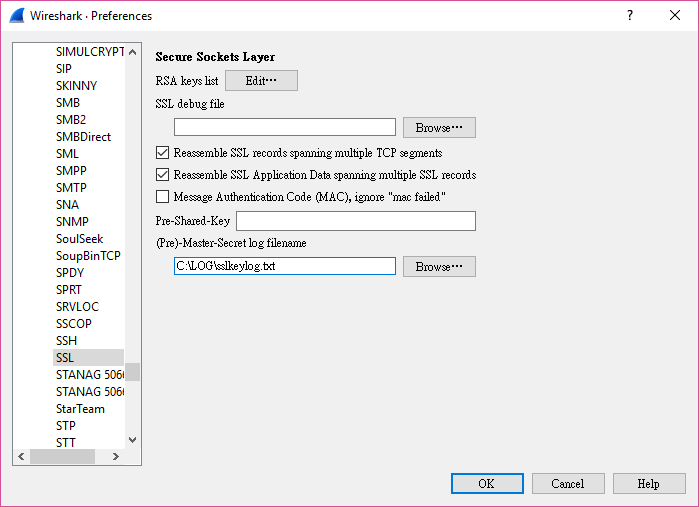 Wireshark · Preferences
?
SIMULCRYPT
SIP
SKINNY
SMB
SMB2
SMBDirect
SML
SMPP
SMTP
SNA
SNMP
SoulSeek
SoupBinTCP
SPDY
SPRT
SRVLOC
SSCOP
SSH
SSL
STANAG 506
STANAG 506
StarTeam
STP
STT
Secure Sockets Layer
RSA keys list Edit⋯
SSL debug file
Browse⋯
Reassemble SSL records spanning multiple TCP segments
Reassemble SSL Application Data spanning multiple SSL records
Message Authentication Code (MAC), ignore "mac failed"
Pre-Shared-Key
(Pre)-Master-Secret log filename
C:\LOG\sslkeylog.txt Browse⋯
OK Cancel Help